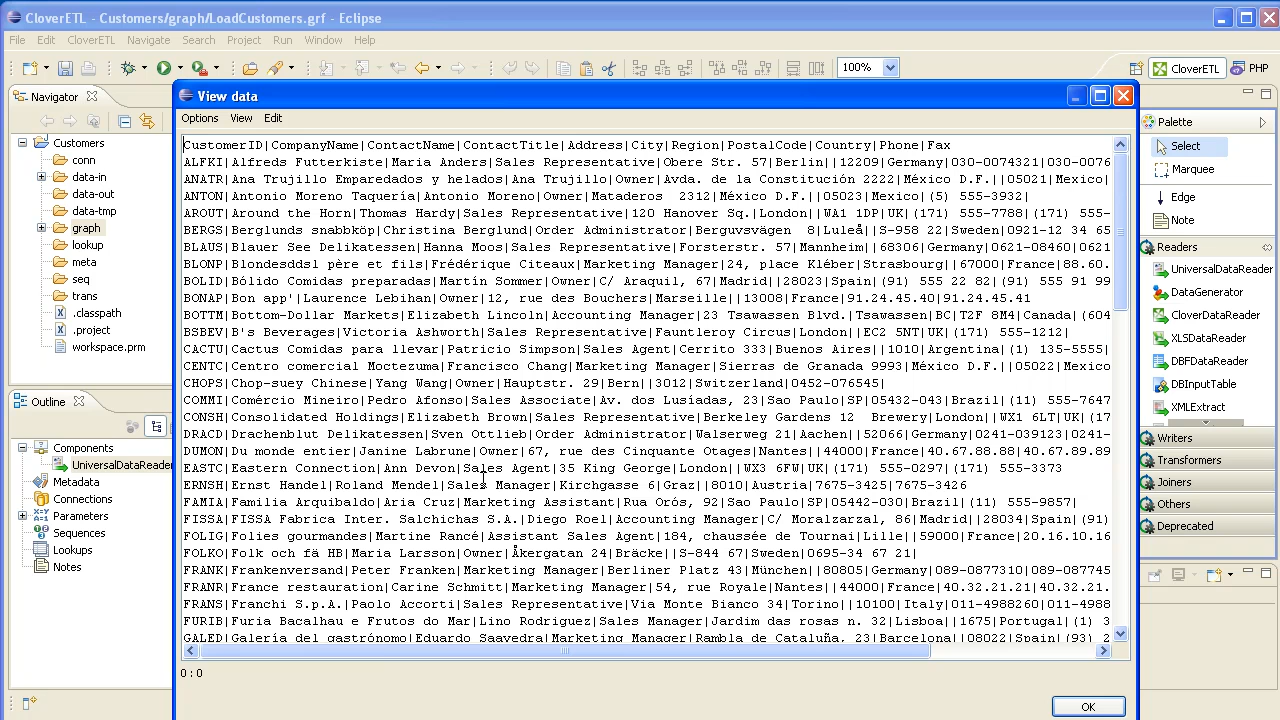 CloverETL - Customers/graph/LoadCustomers.grf - Eclipse
File Edit CloverETL Navigate Search Project Run Window Help
100%
CloverETL PHP
Navigator
Customers
conn
data-in
data-out
data-tmp
graph
lookup
meta
seq
trans
.classpath
.project
workspace.prm
Outline
Components
UniversalDataReader
Metadata
Connections
Parameters
Sequences
Lookups
Notes
View data
Options View Edit
CustomerID|CompanyName|ContactName|ContactTitle|Address|City|Region|PostalCode|Country|Phone|Fax
ALFKI|Alfreds Futterkiste|Maria Anders|Sales Representative|Obere Str. 57|Berlin||12209|Germany|030-0074321|030-0076
ANATR|Ana Trujillo Emparedados y helados|Ana Trujillo|Owner|Avda. de la Constitución 2222|México D.F.||05021|Mexico
ANTON|Antonio Moreno Taquería|Antonio Moreno|Owner|Mataderos  2312|México D.F.||05023|Mexico|(5) 555-3932|
AROUT|Around the Horn|Thomas Hardy|Sales Representative|120 Hanover Sq.|London||WA1 1DP|UK|(171) 555-7788|(171) 555-
BERGS|Berglunds snabbköp|Christina Berglund|Order Administrator|Berguvsvägen  8|Luleå||S-958 22|Sweden|0921-12 34 65
BLAUS|Blauer See Delikatessen|Hanna Moos|Sales Representative|Forsterstr. 57|Mannheim||68306|Germany|0621-08460|0621
BLONP|Blondesddsl père et fils|Frédérique Citeaux|Marketing Manager|24, place Kléber|Strasbourg||67000|France|88.60.
BOLID|Bólido Comidas preparadas|Martín Sommer|Owner|C/ Araquil, 67|Madrid||28023|Spain|(91) 555 22 82|(91) 555 91 99
BONAP|Bon app'|Laurence Lebihan|Owner|12, rue des Bouchers|Marseille||13008|France|91.24.45.40|91.24.45.41
BOTTM|Bottom-Dollar Markets|Elizabeth Lincoln|Accounting Manager|23 Tsawassen Blvd.|Tsawassen|BC|T2F 8M4|Canada|(604
BSBEV|B's Beverages|Victoria Ashworth|Sales Representative|Fauntleroy Circus|London||EC2 5NT|UK|(171) 555-1212|
CACTU|Cactus Comidas para llevar|Patricio Simpson|Sales Agent|Cerrito 333|Buenos Aires||1010|Argentina|(1) 135-5555|
CENTC|Centro comercial Moctezuma|Francisco Chang|Marketing Manager|Sierras de Granada 9993|México D.F.||05022|Mexico
CHOPS|Chop-suey Chinese|Yang Wang|Owner|Hauptstr. 29|Bern||3012|Switzerland|0452-076545|
COMMI|Comércio Mineiro|Pedro Afonso|Sales Associate|Av. dos Lusíadas, 23|Sao Paulo|SP|05432-043|Brazil|(11) 555-7647
CONSH|Consolidated Holdings|Elizabeth Brown|Sales Representative|Berkeley Gardens 12  Brewery|London||WX1 6LT|UK|(17
DRACD|Drachenblut Delikatessen|Sven Ottlieb|Order Administrator|Walserweg 21|Aachen||52066|Germany|0241-039123|0241-
DUMON|Du monde entier|Janine Labrune|Owner|67, rue des Cinquante Otages|Nantes||44000|France|40.67.88.88|40.67.89.89
EASTC|Eastern Connection|Ann Devon|Sales Agent|35 King George|London||WX3 6FW|UK|(171) 555-0297|(171) 555-3373
ERNSH|Ernst Handel|Roland Mendel|Sales Manager|Kirchgasse 6|Graz||8010|Austria|7675-3425|7675-3426
FAMIA|Familia Arquibaldo|Aria Cruz|Marketing Assistant|Rua Orós, 92|Sao Paulo|SP|05442-030|Brazil|(11) 555-9857|
FISSA|FISSA Fabrica Inter. Salchichas S.A.|Diego Roel|Accounting Manager|C/ Moralzarza, 86|Madrid||28034|Spain|(91)
FOLIG|Folies gourmandes|Martine Rancé|Assistant Sales Agent|184, chaussée de Tournai|Lille||59000|France|20.16.10.16
FOLKO|Folk och fä HB|Maria Larsson|Owner|Åkergatan 24|Bräcke||S-844 67|Sweden|0695-34 67 21|
FRANK|Frankenversand|Peter Franken|Marketing Manager|Berliner Platz 43|München||80805|Germany|089-0877310|089-087745
FRANR|France restauration|Carine Schmitt|Marketing Manager|54, rue Royale|Nantes||44000|France|40.32.21.21|40.32.21.
FRANS|Franchi S.p.A.|Paolo Accorti|Sales Representative|Via Monte Bianco 34|Torino||10100|Italy|011-4988260|011-4988
FURIB|Furia Bacalhau e Frutos do Mar|Lino Rodriguez|Sales Manager|Jardim das rosas n. 32|Lisboa||1675|Portugal|(1) 3
GALED|Galería del gastrónomo|Eduardo Saavedra|Marketing Manager|Rambla de Cataluña, 23|Barcelona||08022|Spain|(93) 2
0:0
OK
Palette
Select
Marquee
Edge
Note
Readers
UniversalDataReader
DataGenerator
CloverDataReader
XLSDataReader
DBFDataReader
DBInputTable
XMLExtract
Writers
Transformers
Joiners
Others
Deprecated